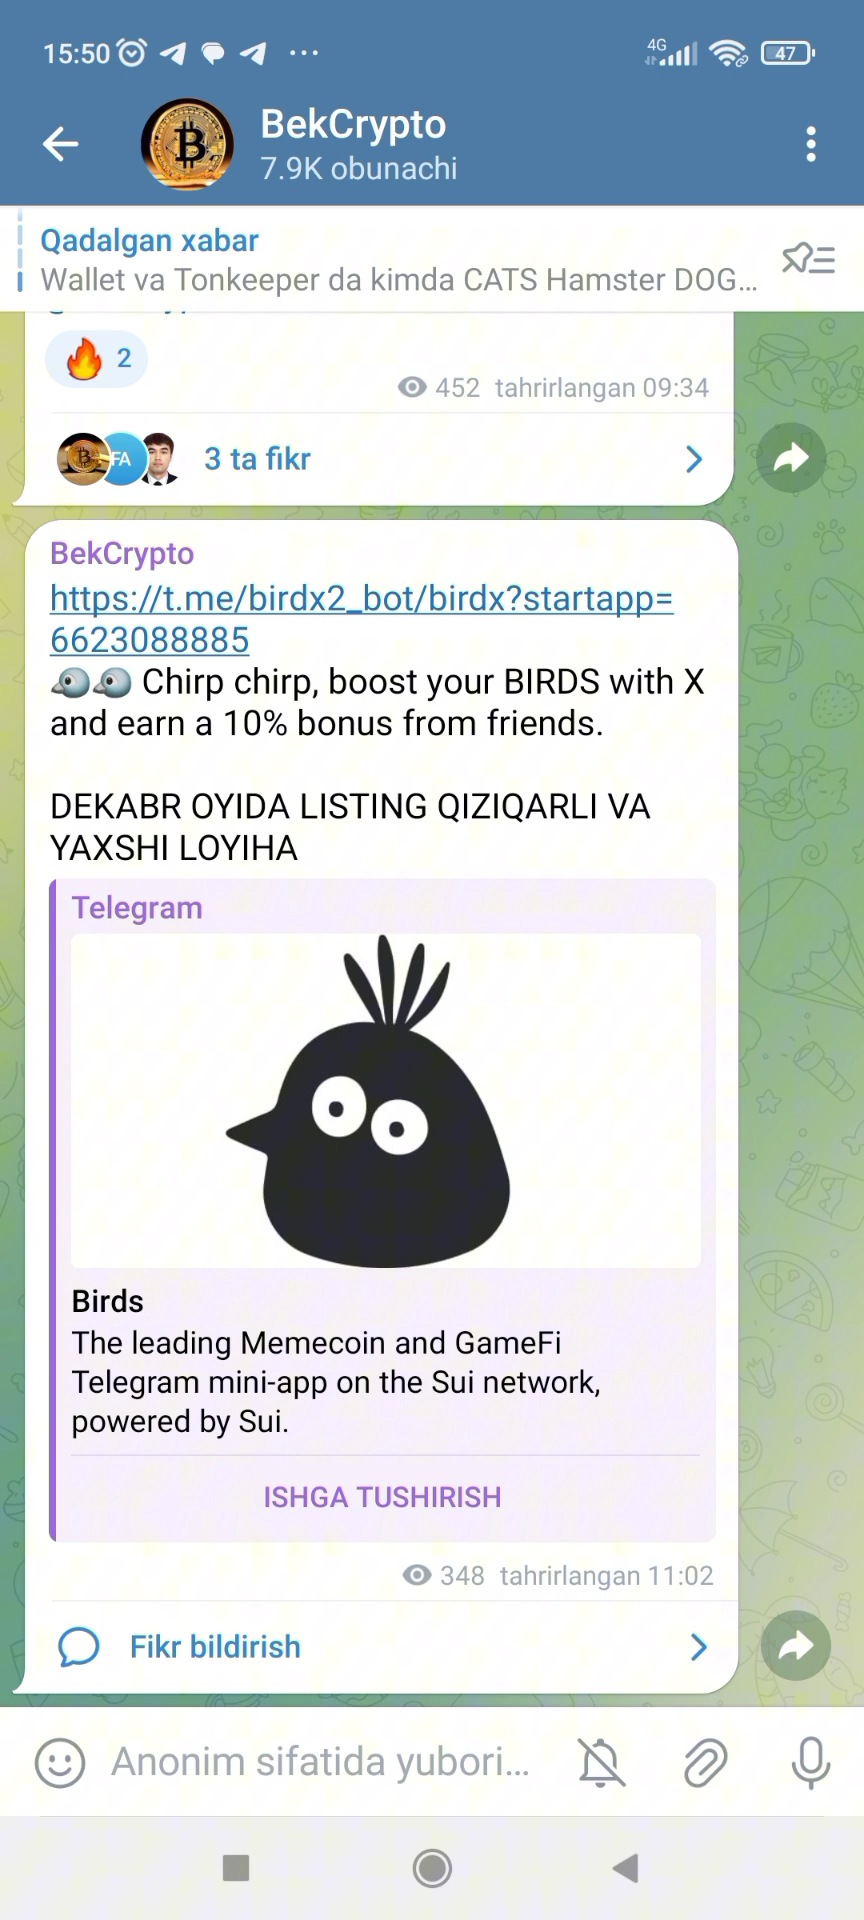 15:50
4G
47
BekCrypto
7.9K obunachi
Qadalgan xabar
Wallet va Tonkeeper da kimda CATS Hamster DOG...
2
452 tahrirlangan 09:34
FA
3 ta fikr
BekCrypto
https://t.me/birdx2_bot/birdx?startapp=
6623088885
Chirp chirp, boost your BIRDS with X
and earn a 10% bonus from friends.
DEKABR OYIDA LISTING QIZIQARLI VA
YAXSHI LOYIHA
Telegram
Birds
The leading Memecoin and GameFi
Telegram mini-app on the Sui network,
powered by Sui.
ISHGA TUSHIRISH
348 tahrirlangan 11:02
Fikr bildirish
Anonim sifatida yubori...